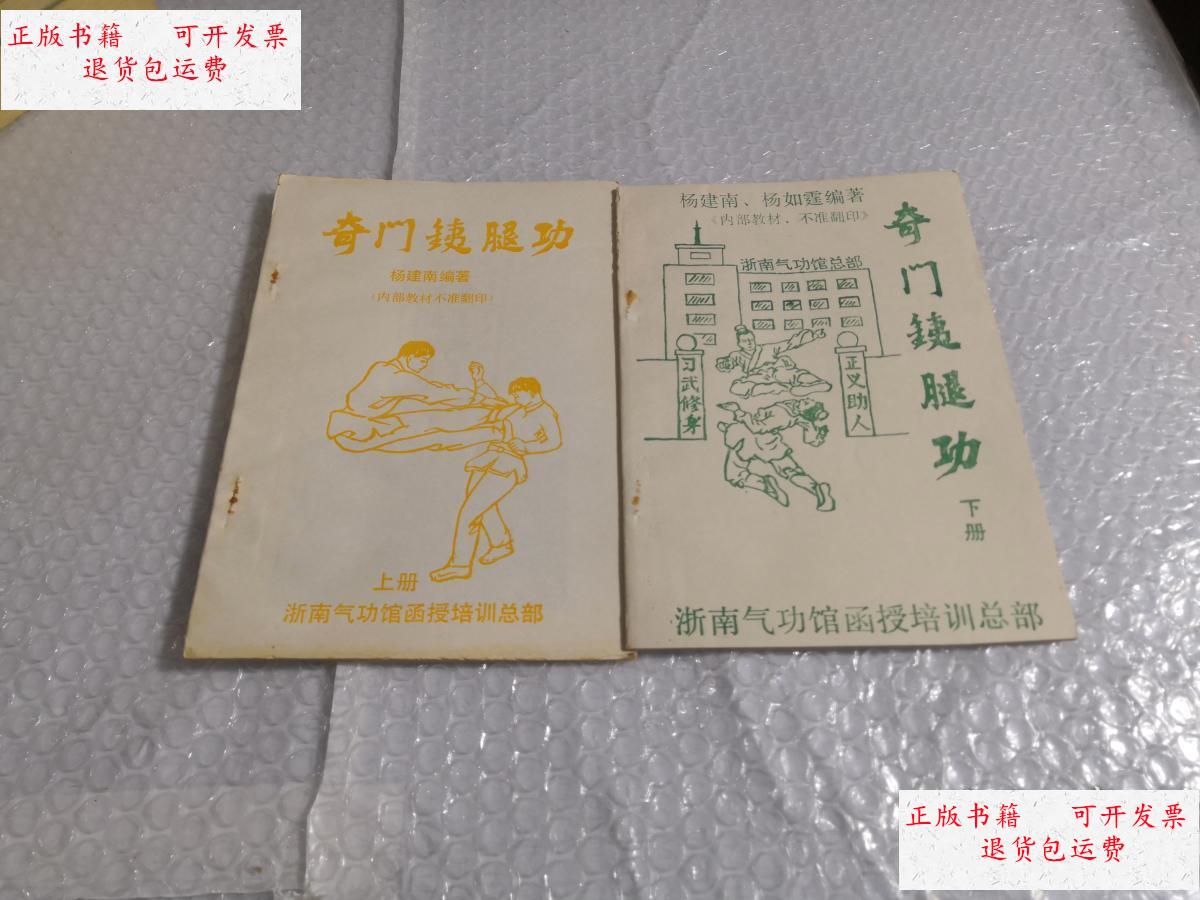 正版书籍 可开发票
退货包运费
奇门銕腿功
杨建南编著
（内部教材不准翻印）
上册
浙南气功馆函授培训总部
杨建南、杨如霆编著
《内部教材、不准翻印》
浙南气功馆总部
习武修身
正义助人
奇门銕腿功
下册
浙南气功馆函授培训总部
正版书籍 可开发票
退货包运费